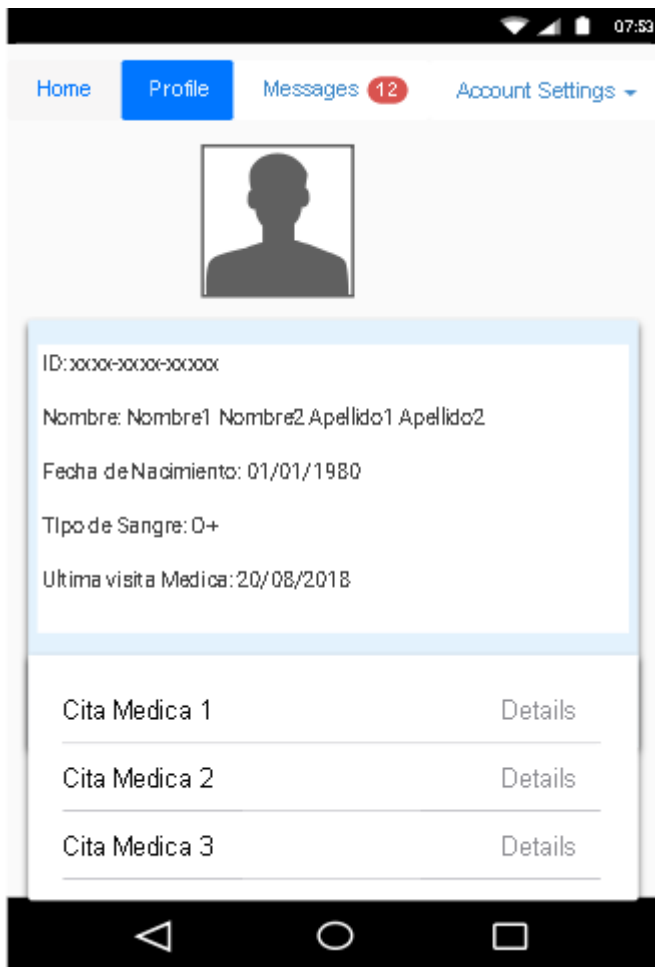 07:53
Home Profile Messages 12 Account Settings
ID:xxxx-xxxx-xxxxx
Nombre: Nombre1 Nombre2 Apellido1 Apellido2
Fecha de Nacimiento: 01/01/1980
TIpo de Sangre: O+
Ultima visita Medica: 20/08/2018
Cita Medica 1 Details
Cita Medica 2 Details
Cita Medica 3 Details